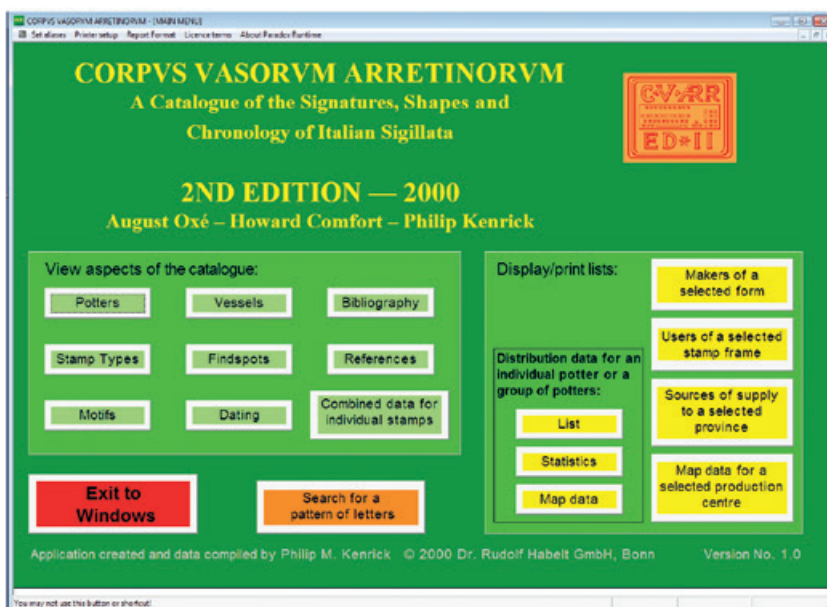 CORPVS VASORVM ARRETINORVM - [MAIN MENU]
Set aliases Printer setup Report Format Licence terms About Paradox Runtime
CORPVS VASORVM ARRETINORVM
A Catalogue of the Signatures, Shapes and
Chronology of Italian Sigillata
C·V·ARR
ED*II
2ND EDITION — 2000
August Oxé – Howard Comfort – Philip Kenrick
View aspects of the catalogue:
Potters
Vessels
Bibliography
Stamp Types
Findspots
References
Motifs
Dating
Combined data for
individual stamps
Display/print lists:
Makers of a
selected form
Users of a selected
stamp frame
Distribution data for an
individual potter or a
group of potters:
List
Statistics
Map data
Sources of supply
to a selected
province
Map data for a
selected production
centre
Exit to
Windows
Search for a
pattern of letters
Application created and data compiled by Philip M. Kenrick © 2000 Dr. Rudolf Habelt GmbH, Bonn Version No. 1.0
You may not use this button or shortcut!